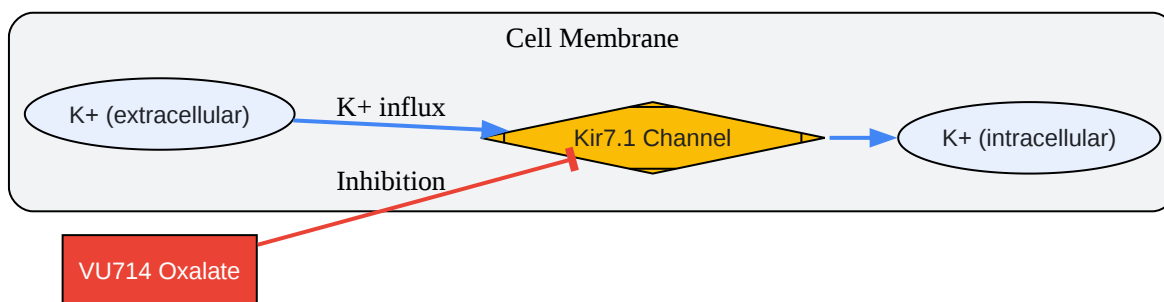 Cell Membrane
K+ (extracellular)
K+ influx
Kir7.1 Channel
K+ (intracellular)
Inhibition
VU714 Oxalate